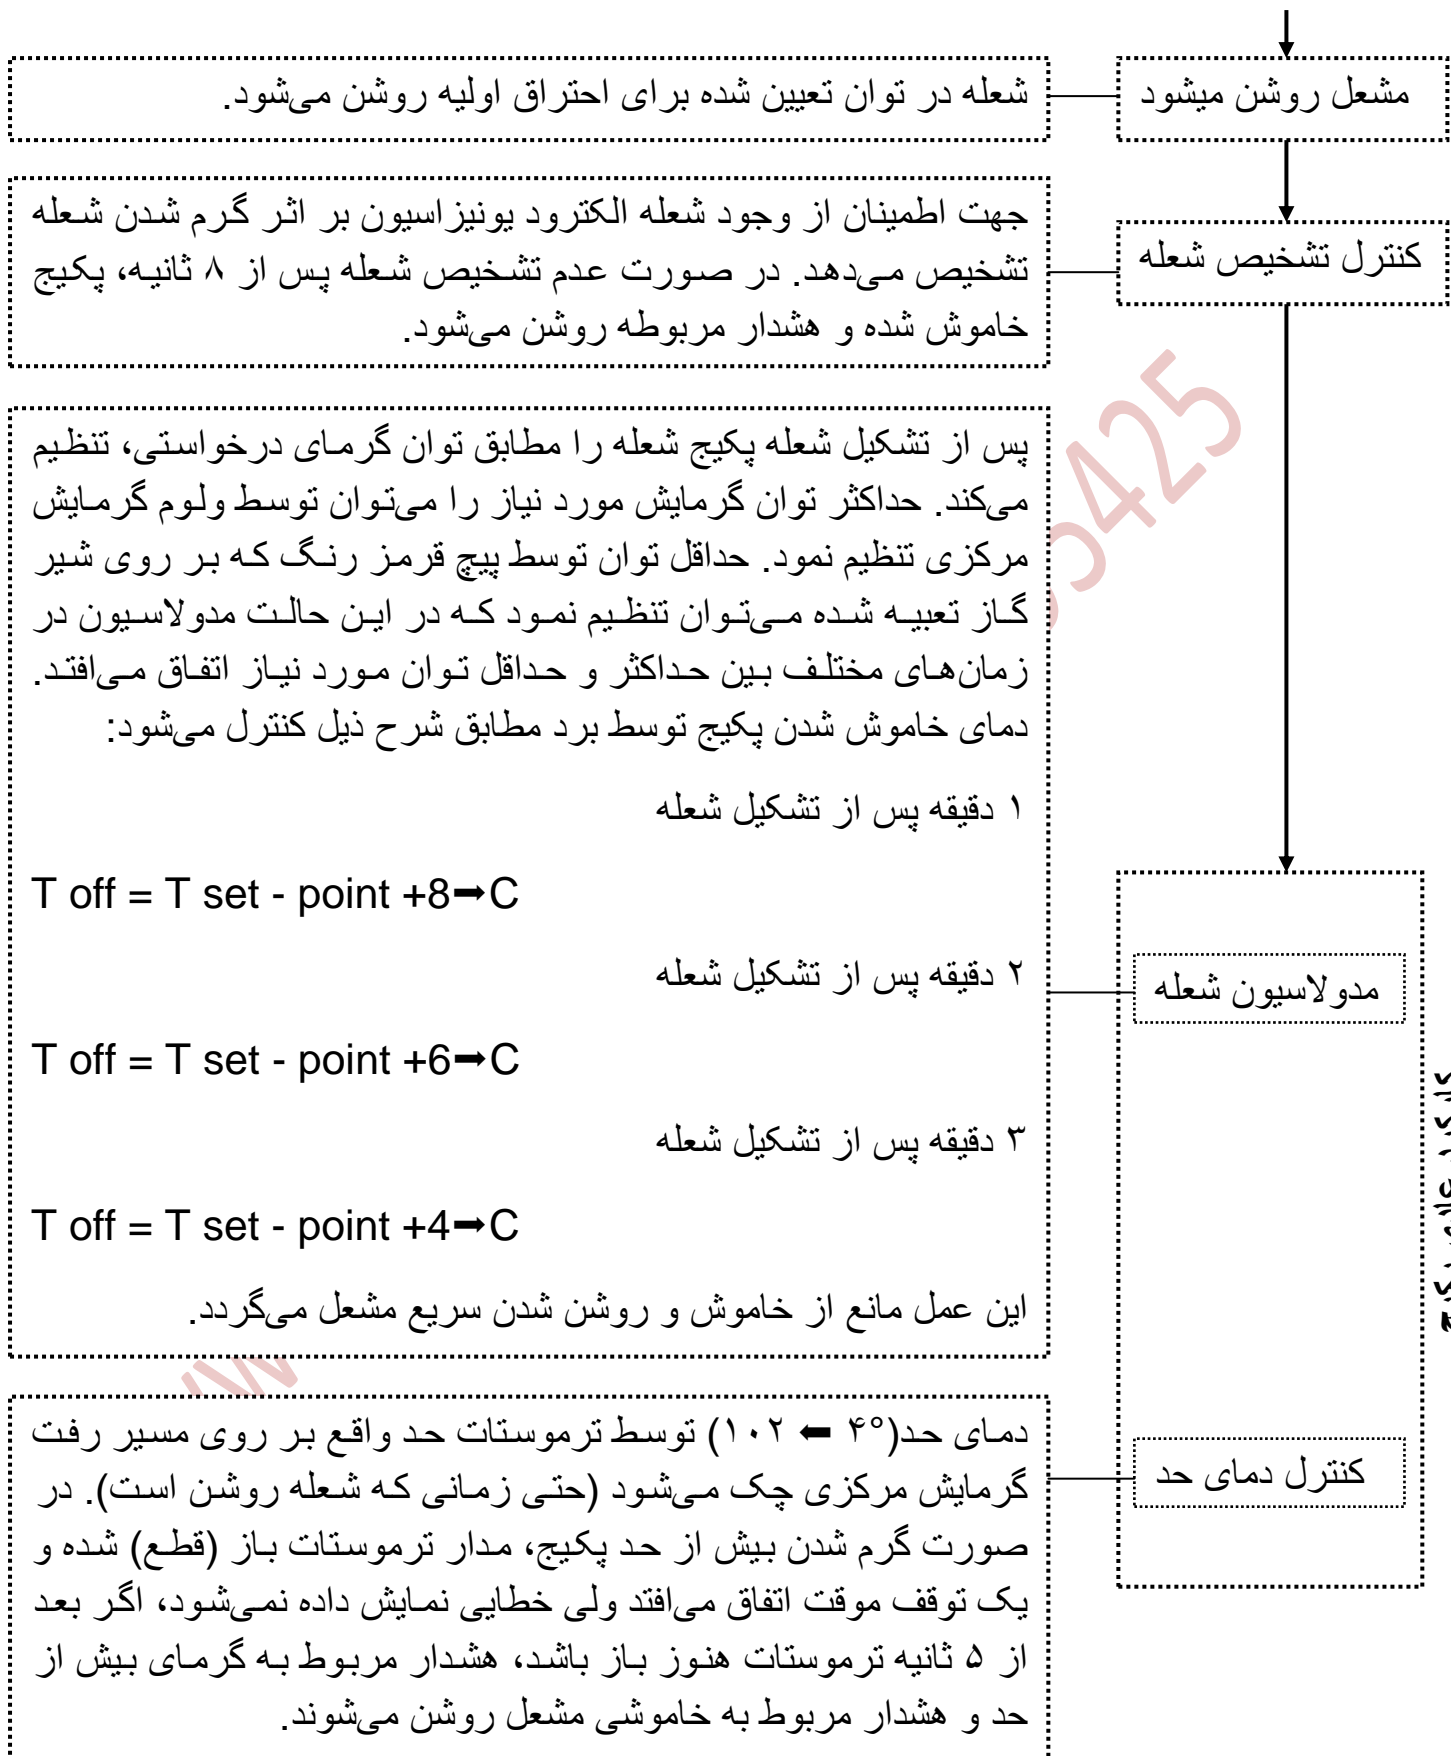 مشعل روشن میشود
شعله در توان تعیین شده برای احتراق اولیه روشن می‌شود.
کنترل تشخیص شعله
جهت اطمینان از وجود شعله الکترود یونیزاسیون بر اثر گرم شدن شعله
تشخیص می‌دهد. در صورت عدم تشخیص شعله پس از ۸ ثانیه، پکیج
خاموش شده و هشدار مربوطه روشن می‌شود.
مدولاسیون شعله
پس از تشکیل شعله پکیج شعله را مطابق توان گرمای درخواستی، تنظیم
می‌کند. حداکثر توان گرمایش مورد نیاز را می‌توان توسط ولوم گرمایش
مرکزی تنظیم نمود. حداقل توان توسط پیچ قرمز رنگ که بر روی شیر
گاز تعبیه شده می‌توان تنظیم نمود که در این حالت مدولاسیون در
زمان‌های مختلف بین حداکثر و حداقل توان مورد نیاز اتفاق می‌افتد.
دمای خاموش شدن پکیج توسط برد مطابق شرح ذیل کنترل می‌شود:
۱ دقیقه پس از تشکیل شعله
T off = T set - point +8➡C
۲ دقیقه پس از تشکیل شعله
T off = T set - point +6➡C
۳ دقیقه پس از تشکیل شعله
T off = T set - point +4➡C
این عمل مانع از خاموش و روشن شدن سریع مشعل می‌گردد.
کنترل دمای حد
دمای حد(۴° ⬅ ۱۰۲) توسط ترموستات حد واقع بر روی مسیر رفت
گرمایش مرکزی چک می‌شود (حتی زمانی که شعله روشن است). در
صورت گرم شدن بیش از حد پکیج، مدار ترموستات باز (قطع) شده و
یک توقف موقت اتفاق می‌افتد ولی خطایی نمایش داده نمی‌شود، اگر بعد
از ۵ ثانیه ترموستات هنوز باز باشد، هشدار مربوط به گرمای بیش از
حد و هشدار مربوط به خاموشی مشعل روشن می‌شوند.
5425